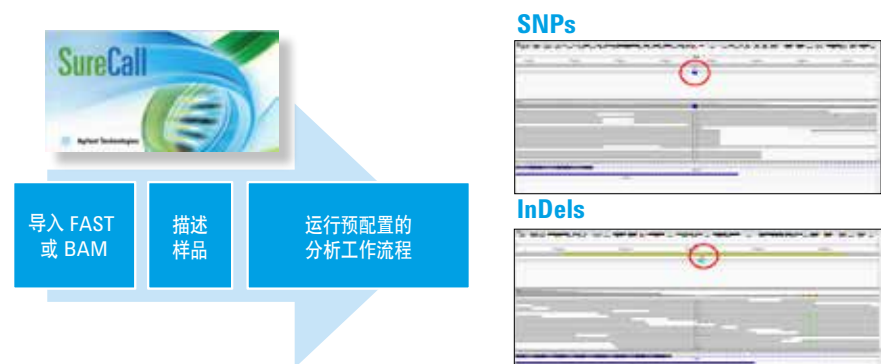 SureCall
Agilent Technologies
导入 FAST
或 BAM
描述
样品
运行预配置的
分析工作流程
SNPs
InDels